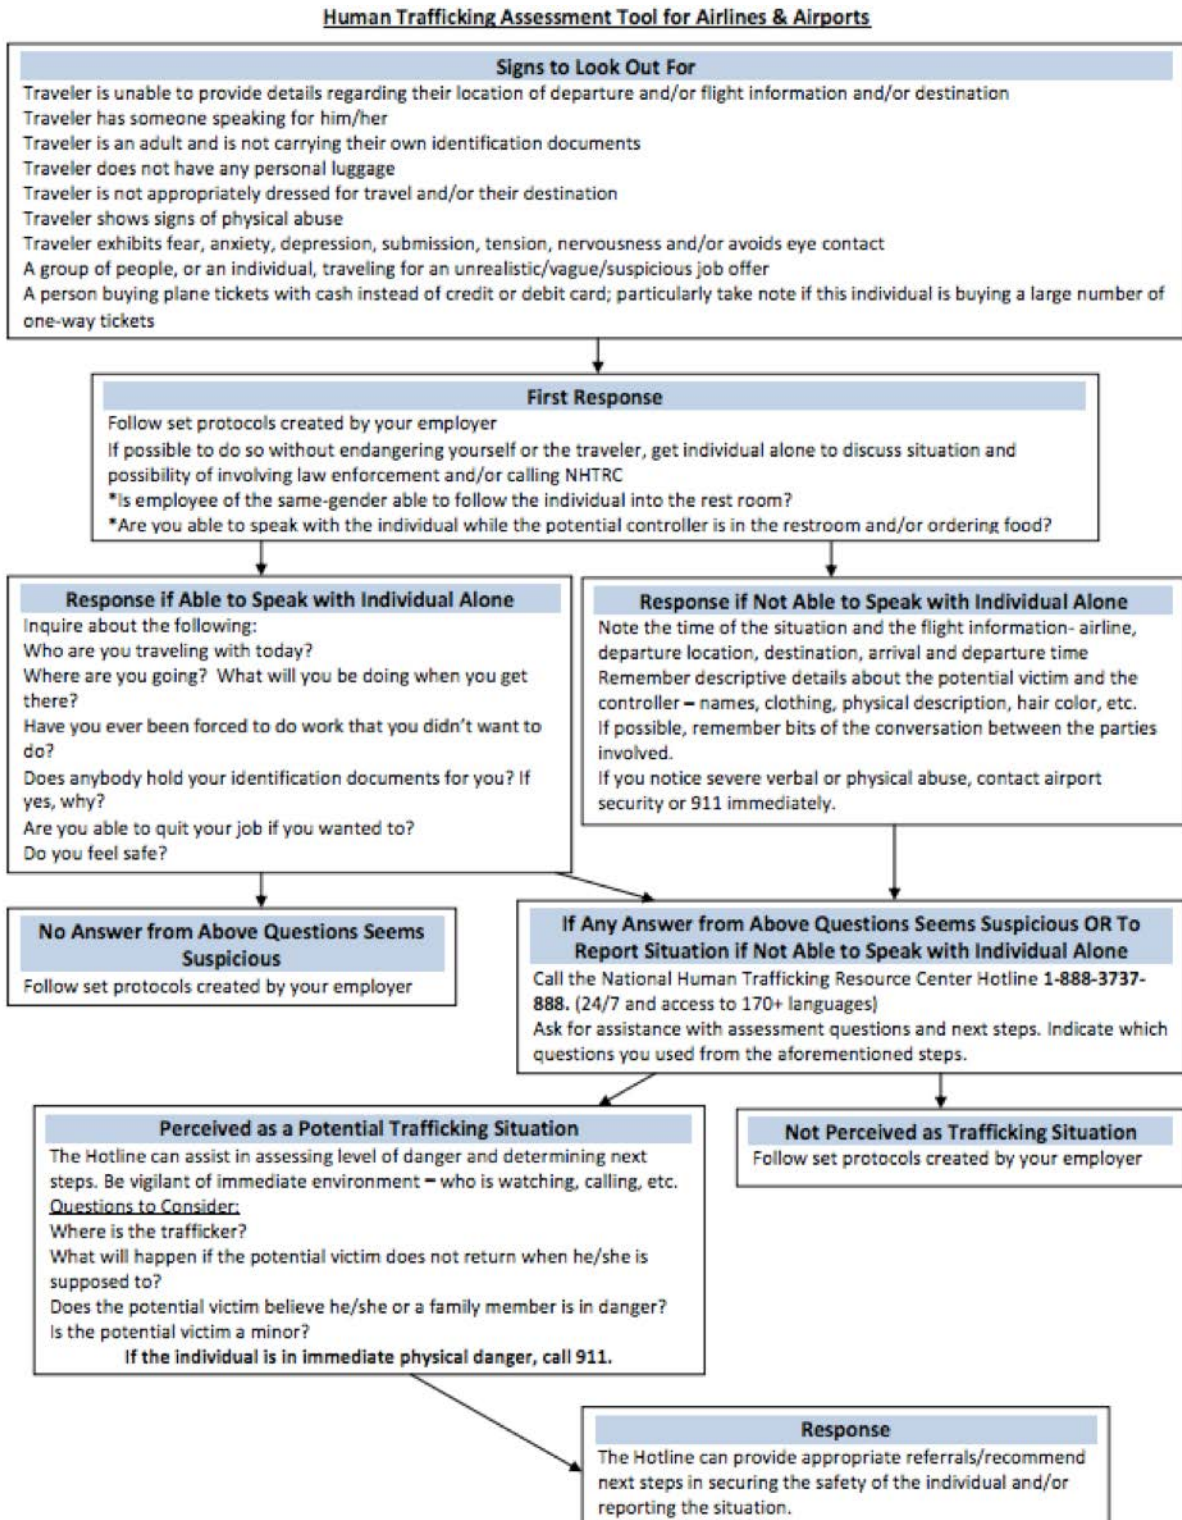 Human Trafficking Assessment Tool for Airlines & Airports
Signs to Look Out For
Traveler is unable to provide details regarding their location of departure and/or flight information and/or destination
Traveler has someone speaking for him/her
Traveler is an adult and is not carrying their own identification documents
Traveler does not have any personal luggage
Traveler is not appropriately dressed for travel and/or their destination
Traveler shows signs of physical abuse
Traveler exhibits fear, anxiety, depression, submission, tension, nervousness and/or avoids eye contact
A group of people, or an individual, traveling for an unrealistic/vague/suspicious job offer
A person buying plane tickets with cash instead of credit or debit card; particularly take note if this individual is buying a large number of
one-way tickets
First Response
Follow set protocols created by your employer
If possible to do so without endangering yourself or the traveler, get individual alone to discuss situation and
possibility of involving law enforcement and/or calling NHTRC
*Is employee of the same-gender able to follow the individual into the rest room?
*Are you able to speak with the individual while the potential controller is in the restroom and/or ordering food?
Response if Able to Speak with Individual Alone
Inquire about the following:
Who are you traveling with today?
Where are you going? What will you be doing when you get
there?
Have you ever been forced to do work that you didn't want to
do?
Does anybody hold your identification documents for you? If
yes, why?
Are you able to quit your job if you wanted to?
Do you feel safe?
Response if Not Able to Speak with Individual Alone
Note the time of the situation and the flight information- airline,
departure location, destination, arrival and departure time
Remember descriptive details about the potential victim and the
controller – names, clothing, physical description, hair color, etc.
If possible, remember bits of the conversation between the parties
involved.
If you notice severe verbal or physical abuse, contact airport
security or 911 immediately.
No Answer from Above Questions Seems
Suspicious
Follow set protocols created by your employer
If Any Answer from Above Questions Seems Suspicious OR To
Report Situation if Not Able to Speak with Individual Alone
Call the National Human Trafficking Resource Center Hotline 1-888-3737-
888. (24/7 and access to 170+ languages)
Ask for assistance with assessment questions and next steps. Indicate which
questions you used from the aforementioned steps.
Perceived as a Potential Trafficking Situation
The Hotline can assist in assessing level of danger and determining next
steps. Be vigilant of immediate environment – who is watching, calling, etc.
Questions to Consider:
Where is the trafficker?
What will happen if the potential victim does not return when he/she is
supposed to?
Does the potential victim believe he/she or a family member is in danger?
Is the potential victim a minor?
If the individual is in immediate physical danger, call 911.
Not Perceived as Trafficking Situation
Follow set protocols created by your employer
Response
The Hotline can provide appropriate referrals/recommend
next steps in securing the safety of the individual and/or
reporting the situation.